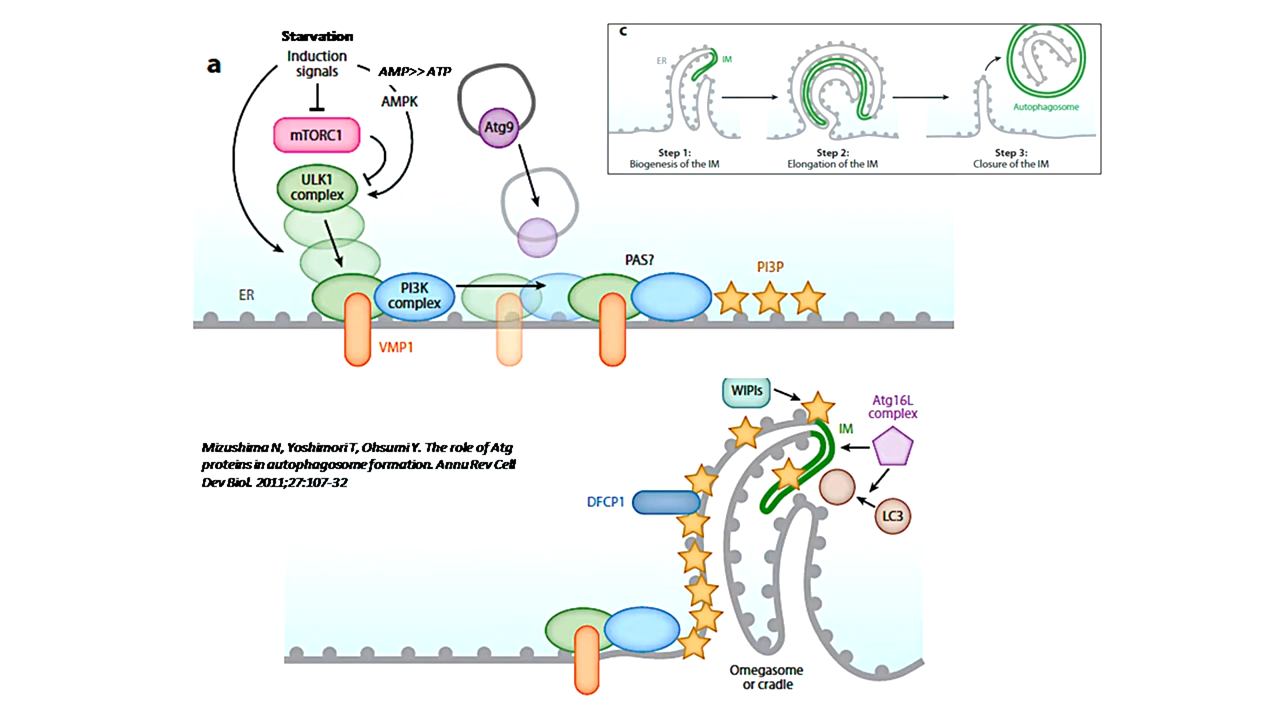 Starvation
a
Induction
signals
AMP>> ATP
AMPK
mTORC1
ULK1
complex
Atg9
ER
PI3K
complex
VMP1
PAS?
PI3P
c
ER
IM
Autophagosome
Step 1:
Biogenesis of the IM
Step 2:
Elongation of the IM
Step 3:
Closure of the IM
Mizushima N, Yoshimori T, Ohsumi Y. The role of Atg
proteins in autophagosome formation. Annu Rev Cell
Dev Biol. 2011;27:107-32
WIPIs
Atg16L
complex
IM
DFCP1
LC3
Omegasome
or cradle